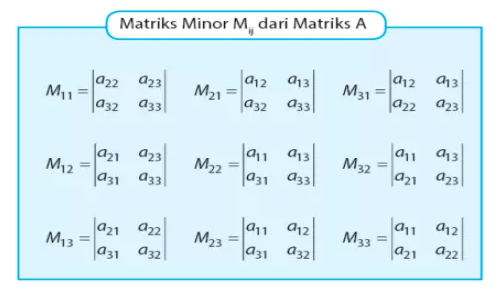 Matriks Minor Mij dari Matriks A
M11 = |a22 a23| M21 = |a12 a13| M31 = |a12 a13|
|a32 a33| |a32 a33| |a22 a23|
M12 = |a21 a23| M22 = |a11 a13| M32 = |a11 a13|
|a31 a33| |a31 a33| |a21 a23|
M13 = |a21 a22| M23 = |a11 a12| M33 = |a11 a12|
|a31 a32| |a31 a32| |a21 a22|